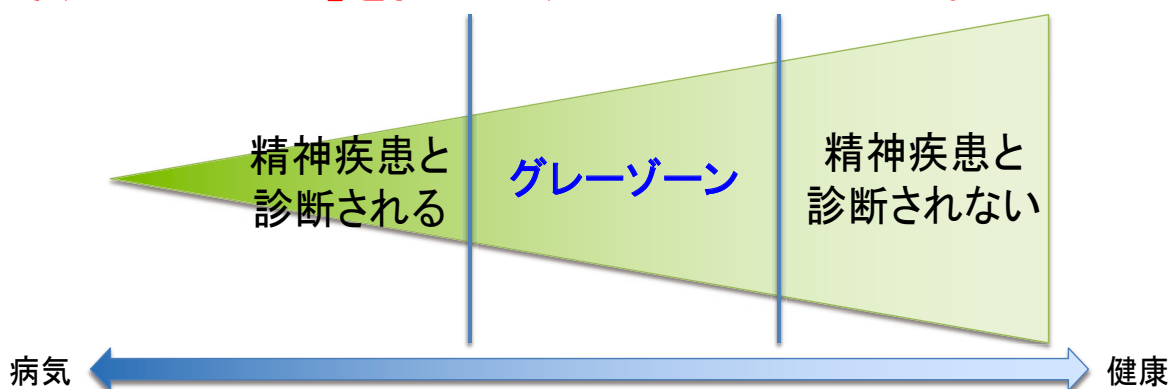 精神疾患と
診断される
グレーゾーン
精神疾患と
診断されない
病気
健康